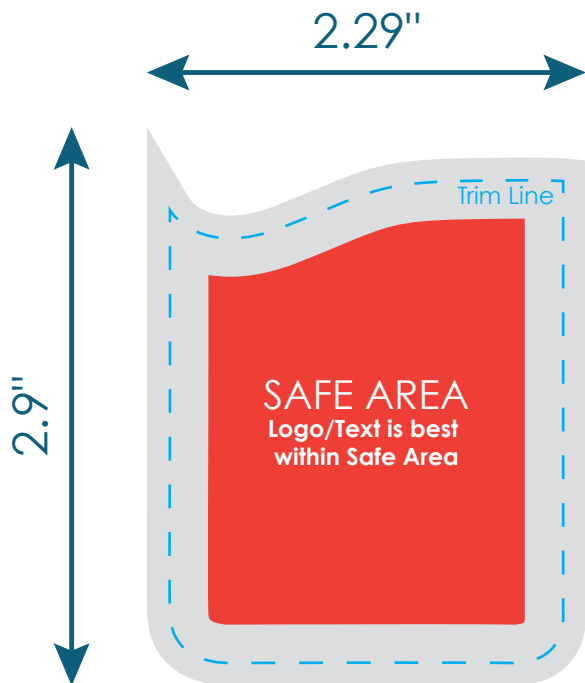 2.29"
Trim Line
2.9"
SAFE AREA
Logo/Text is best
within Safe Area